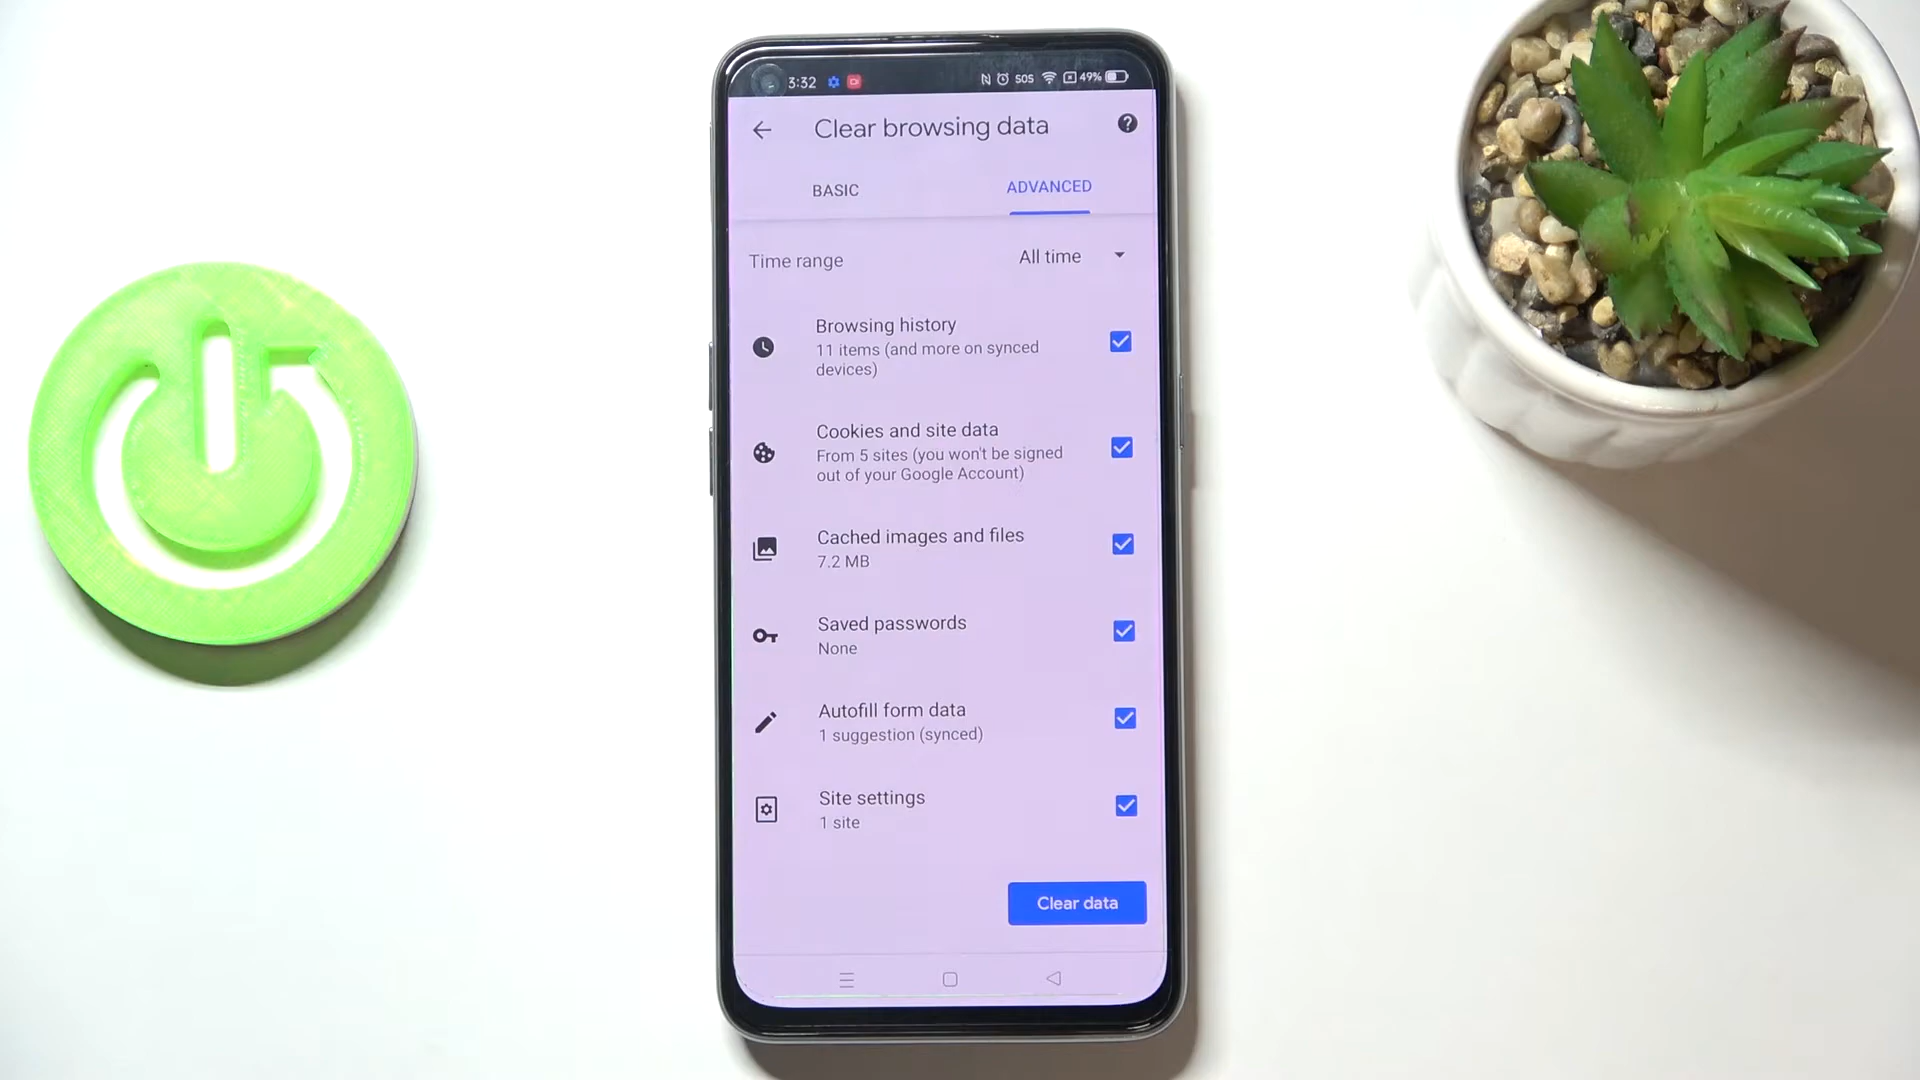 3:32 SOS 49%
Clear browsing data
BASIC ADVANCED
Time range All time
Browsing history
11 items (and more on synced
devices)
Cookies and site data
From 5 sites (you won't be signed
out of your Google Account)
Cached images and files
7.2 MB
Saved passwords
None
Autofill form data
1 suggestion (synced)
Site settings
1 site
Clear data